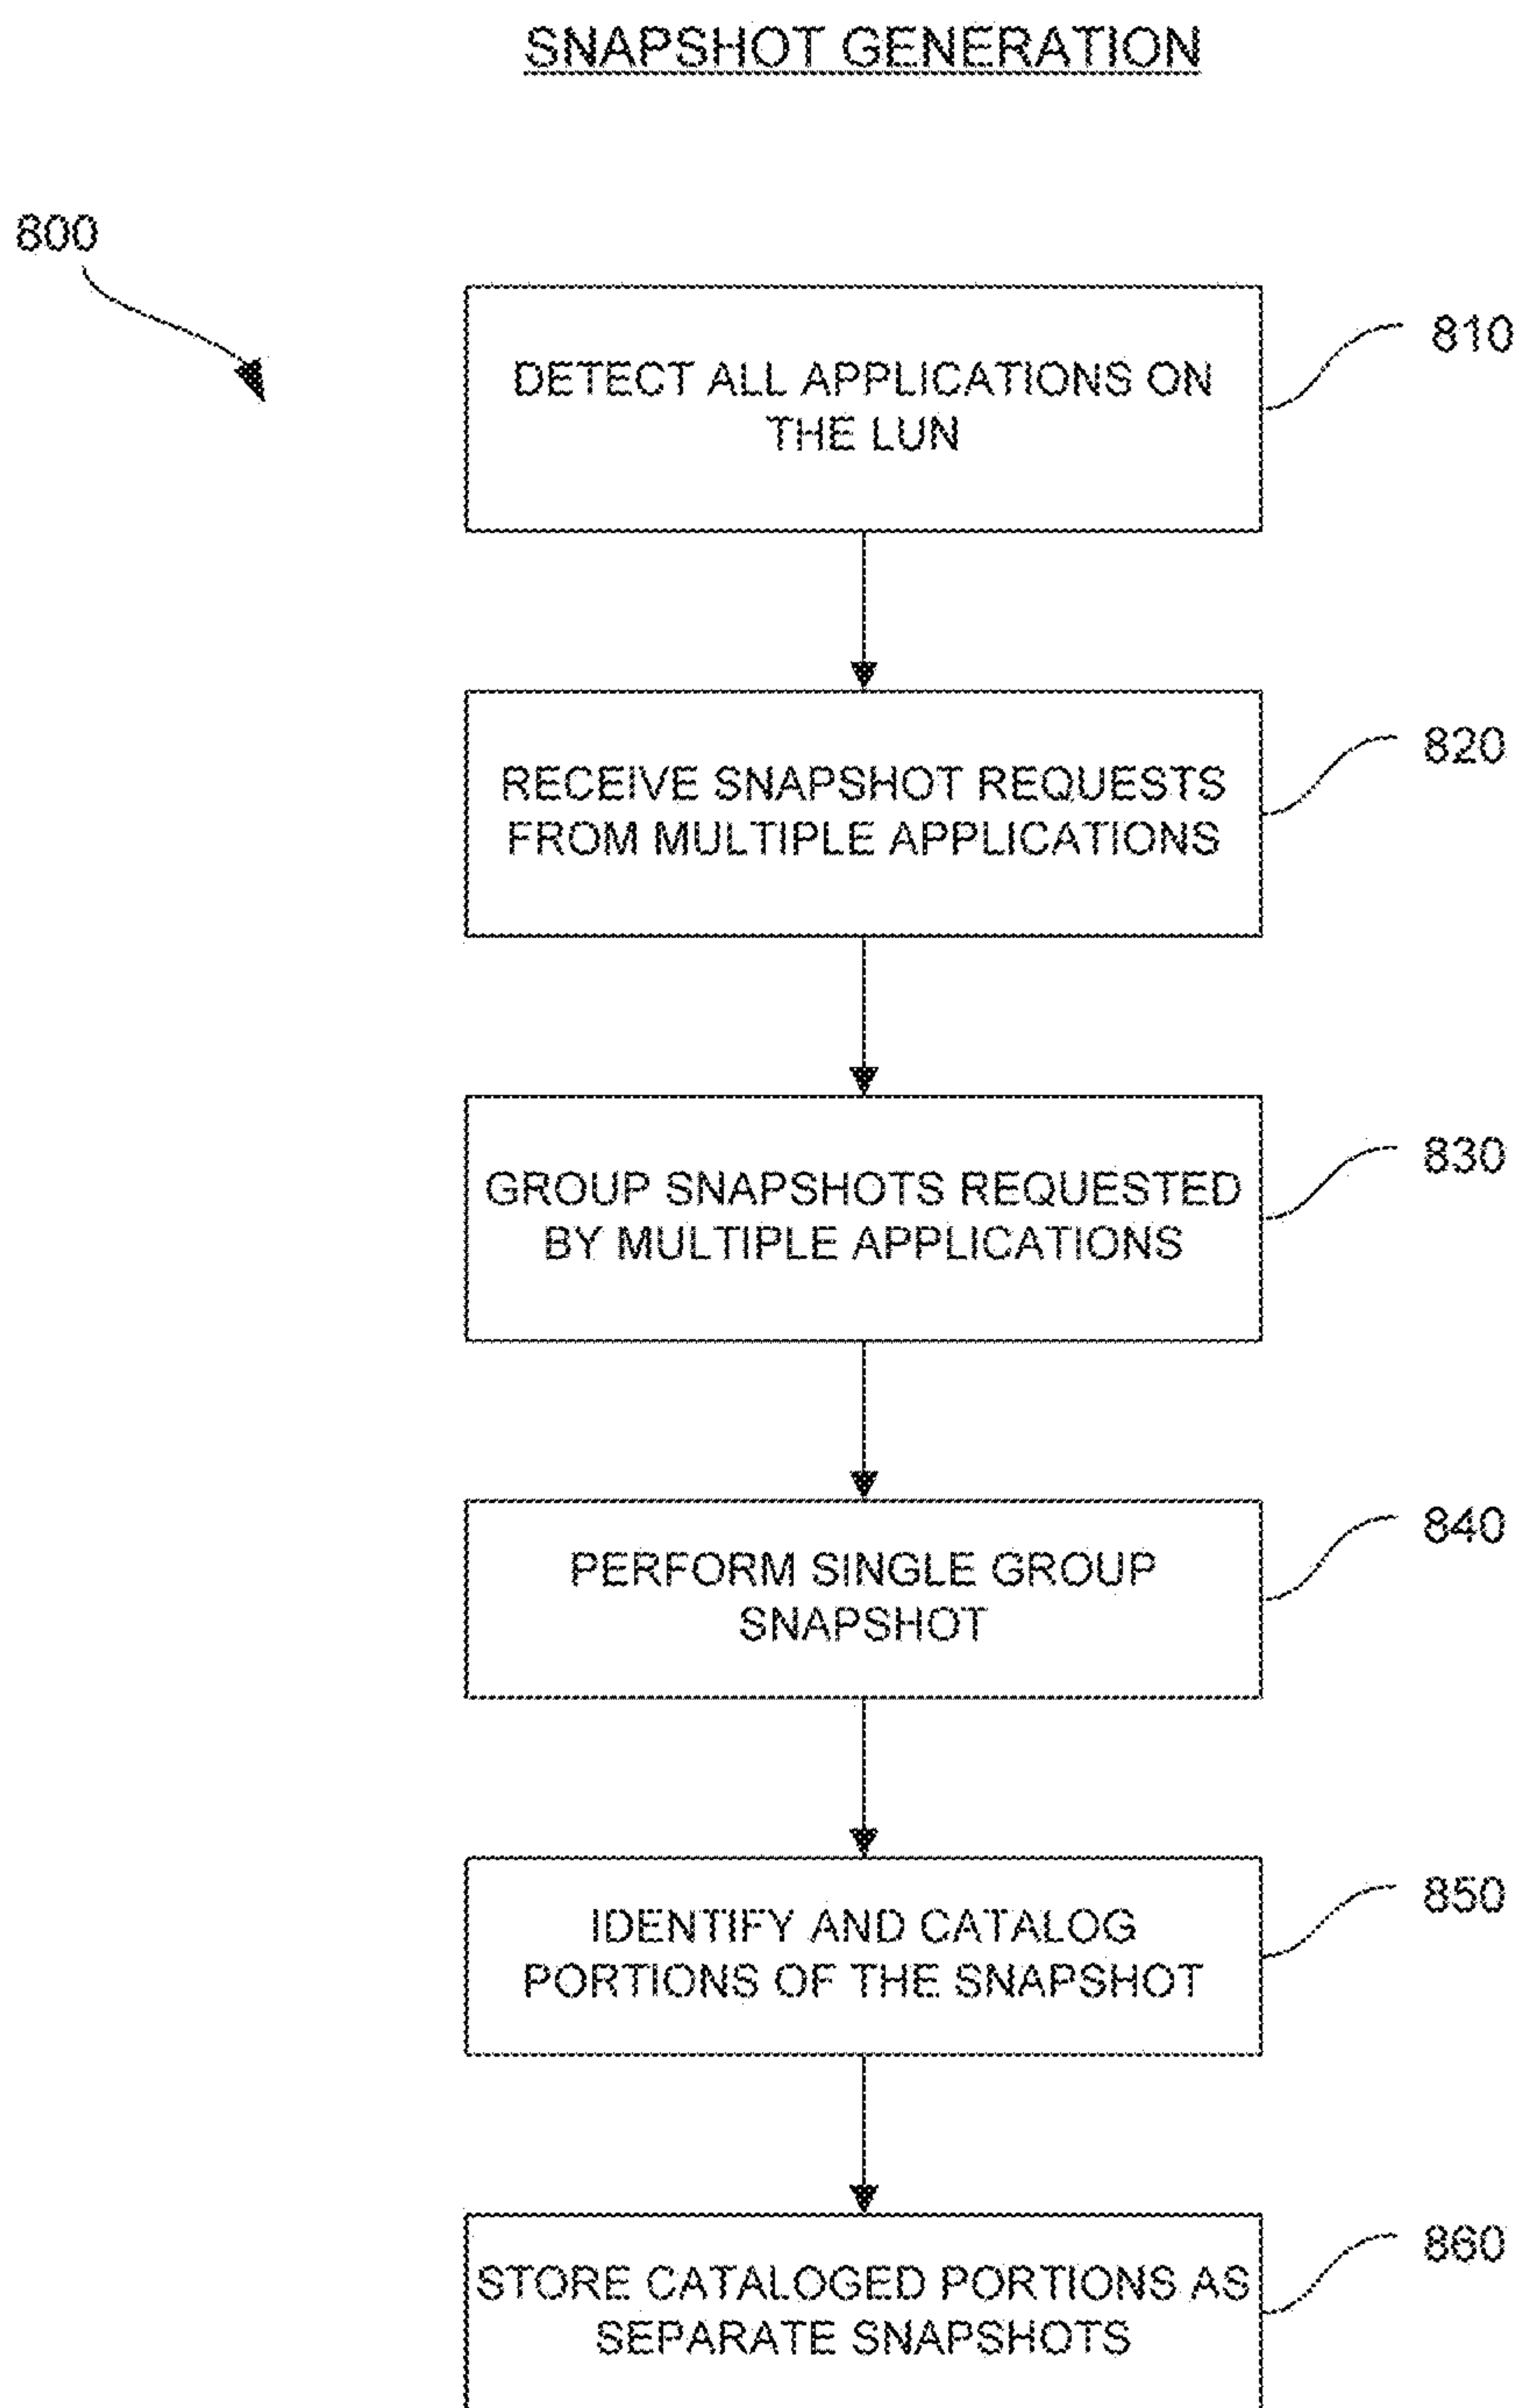 SNAPSHOT GENERATION
800
DETECT ALL APPLICATIONS ON
THE LUN
810
RECEIVE SNAPSHOT REQUESTS
FROM MULTIPLE APPLICATIONS
820
GROUP SNAPSHOTS REQUESTED
BY MULTIPLE APPLICATIONS
830
PERFORM SINGLE GROUP
SNAPSHOT
840
IDENTIFY AND CATALOG
PORTIONS OF THE SNAPSHOT
850
STORE CATALOGED PORTIONS AS
SEPARATE SNAPSHOTS
860